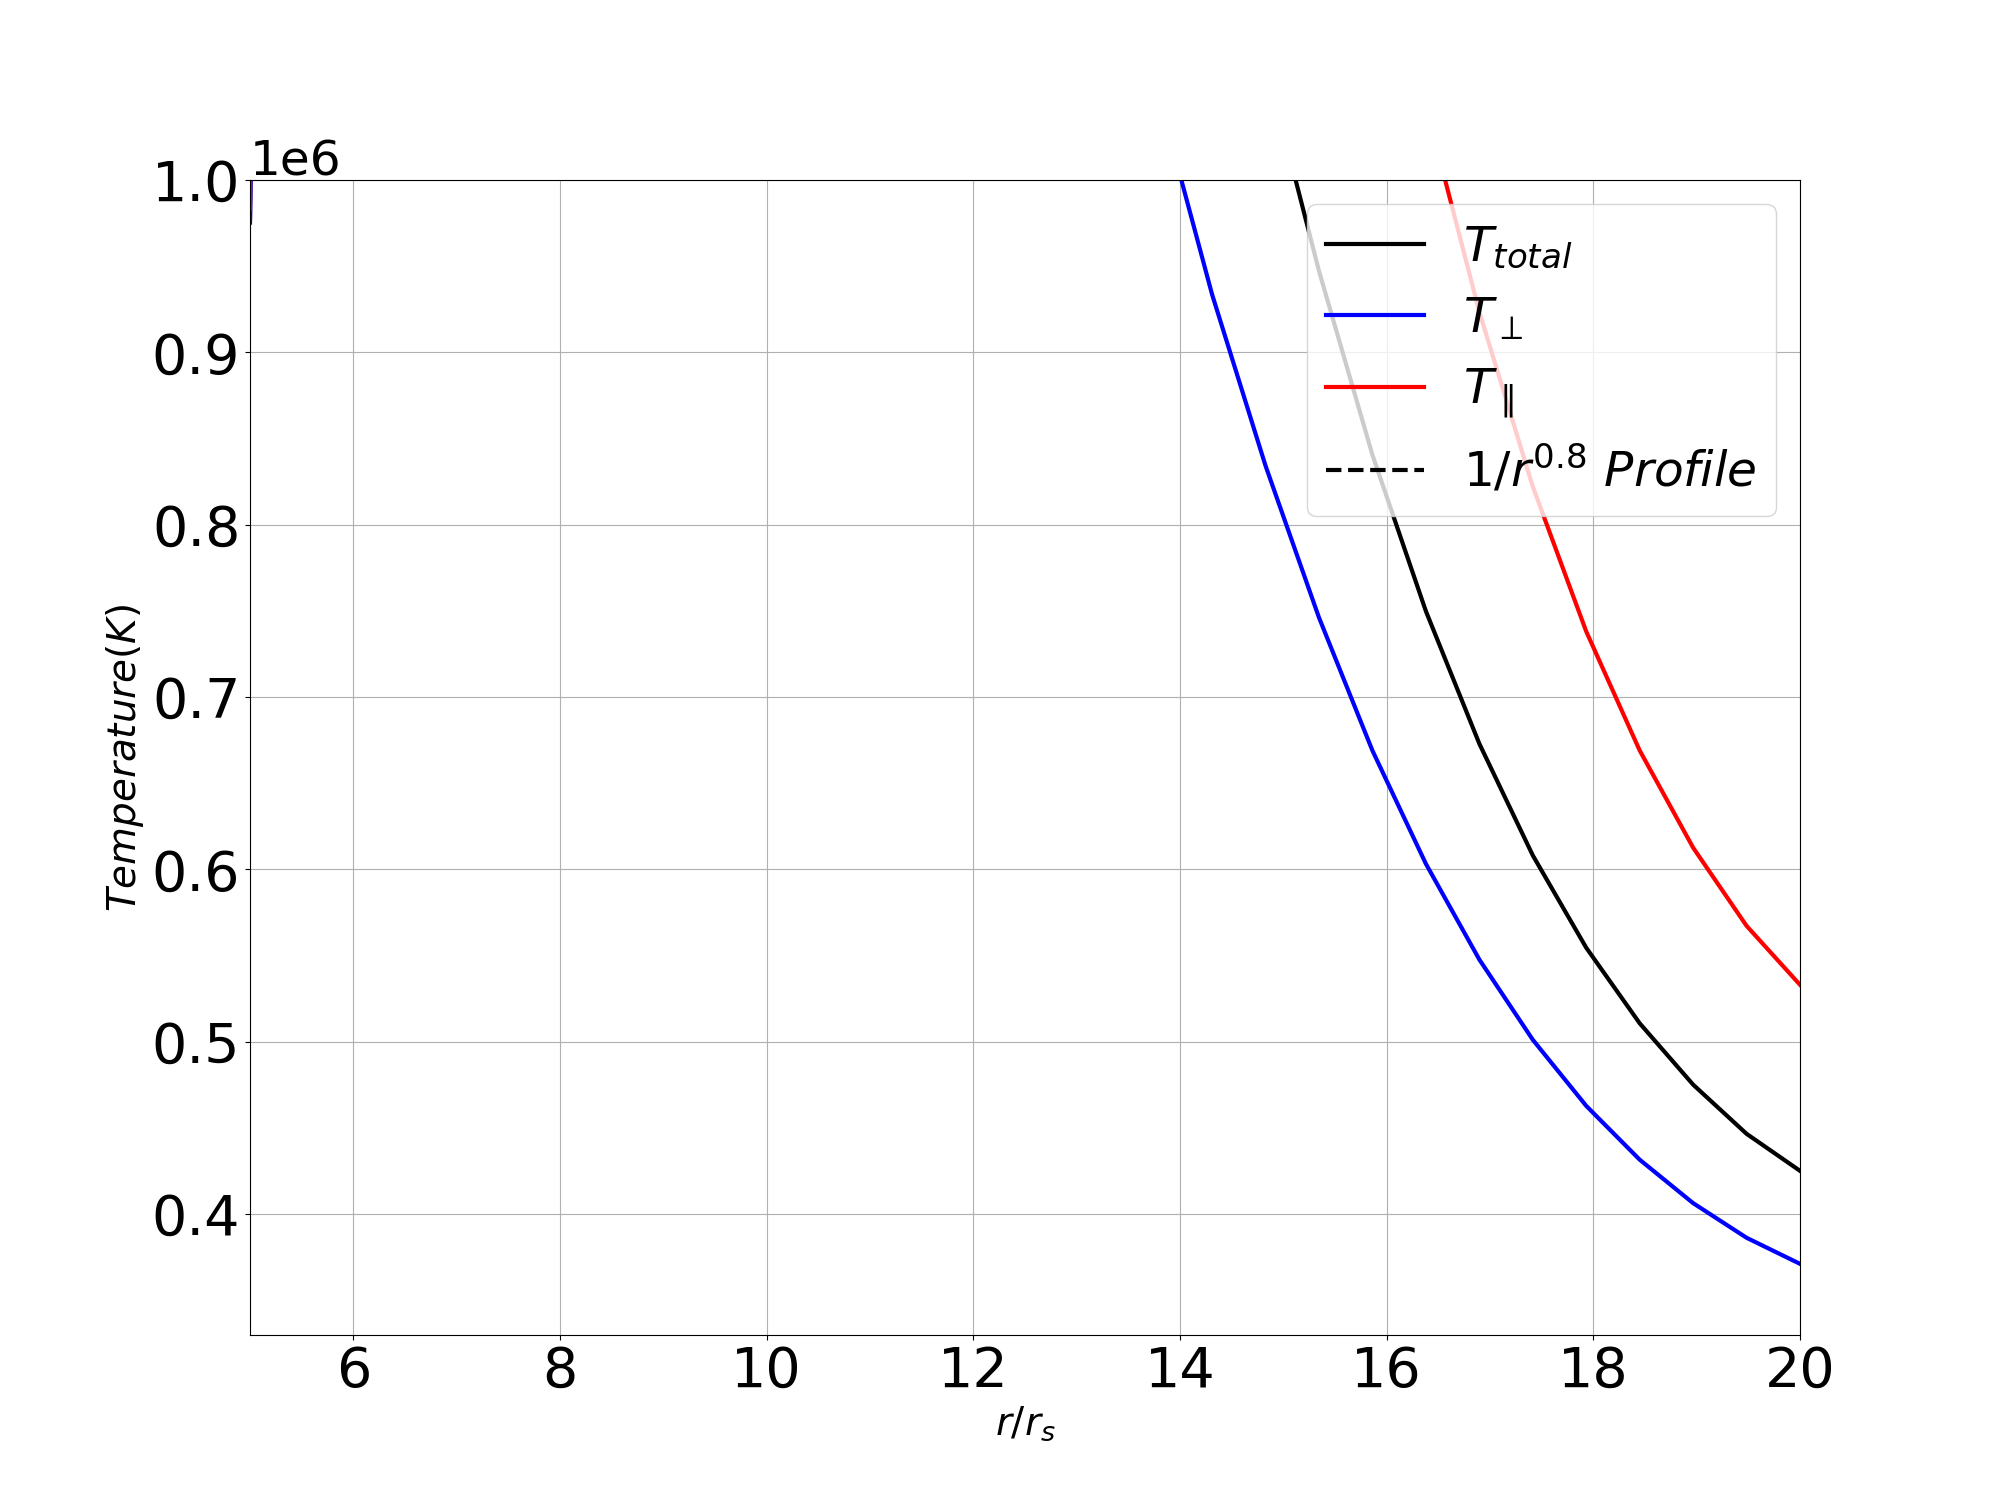 1e6
1.0
0.9
0.8
0.7
0.6
0.5
0.4
Temperature(K)
6 8 10 12 14 16 18 20
r/r_s
T_total
T_⊥
T_∥
1/r^0.8 Profile